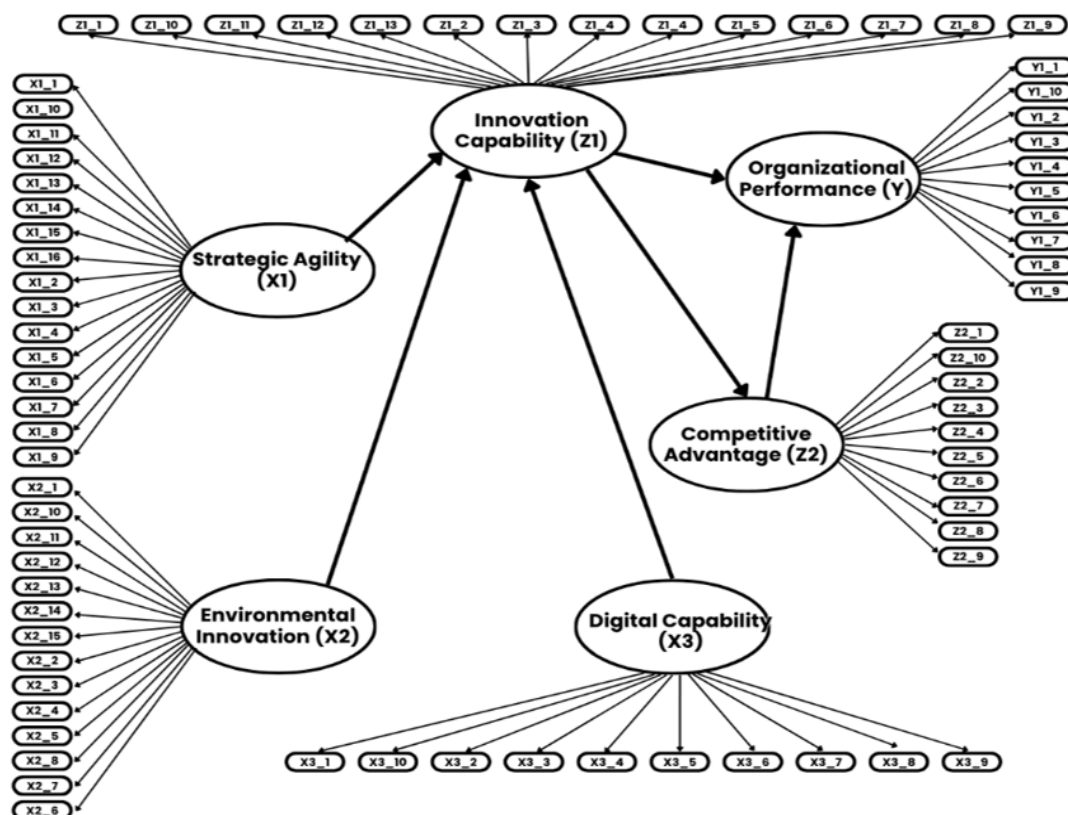 Z1_1 Z1_10 Z1_11 Z1_12 Z1_13 Z1_2 Z1_3 Z1_4 Z1_4 Z1_5 Z1_6 Z1_7 Z1_8 Z1_9
X1_1
X1_10
X1_11
X1_12
X1_13
X1_14
X1_15
X1_16
X1_2
X1_3
X1_4
X1_5
X1_6
X1_7
X1_8
X1_9
Innovation
Capability (Z1)
Strategic Agility
(X1)
Organizational
Performance (Y)
Y1_1
Y1_10
Y1_2
Y1_3
Y1_4
Y1_5
Y1_6
Y1_7
Y1_8
Y1_9
Competitive
Advantage (Z2)
Z2_1
Z2_10
Z2_2
Z2_3
Z2_4
Z2_5
Z2_6
Z2_7
Z2_8
Z2_9
X2_1
X2_10
X2_11
X2_12
X2_13
X2_14
X2_15
X2_2
X2_3
X2_4
X2_5
X2_8
X2_7
X2_6
Environmental
Innovation (X2)
Digital Capability
(X3)
X3_1 X3_10 X3_2 X3_3 X3_4 X3_5 X3_6 X3_7 X3_8 X3_9